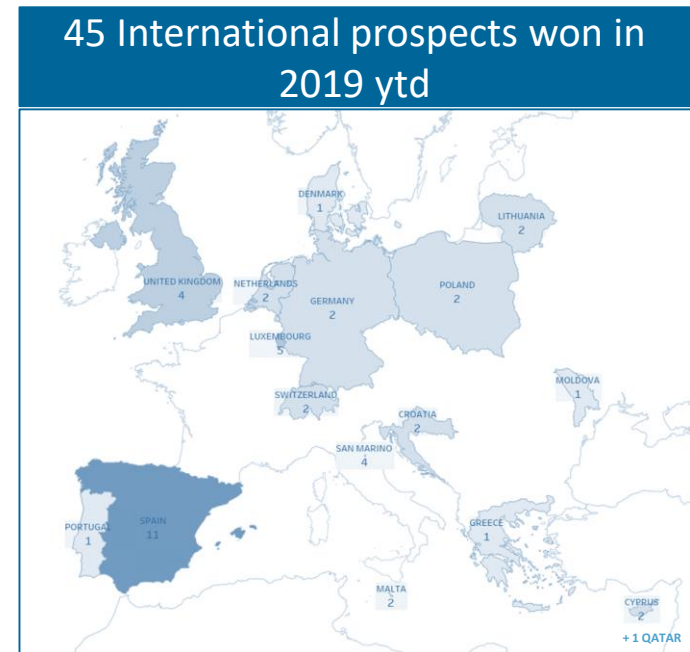 45 International prospects won in
2019 ytd
DENMARK
1
LITHUANIA
2
UNITED KINGDOM
4
NETHERLANDS
2
GERMANY
2
POLAND
2
LUXEMBOURG
5
SWITZERLAND
2
MOLDOVA
1
CROATIA
2
SAN MARINO
4
PORTUGAL
1
SPAIN
11
GREECE
1
MALTA
2
CYPRUS
2
+ 1 QATAR